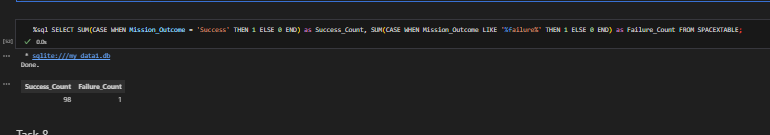 %sql SELECT SUM(CASE WHEN Mission_Outcome = 'Success' THEN 1 ELSE 0 END) as Success_Count, SUM(CASE WHEN Mission_Outcome LIKE '%Failure%' THEN 1 ELSE 0 END) as Failure_Count FROM SPACEXTABLE;
0.0s
* sqlite:///my_data1.db
Done.
Success_Count Failure_Count
98 1
Task 8